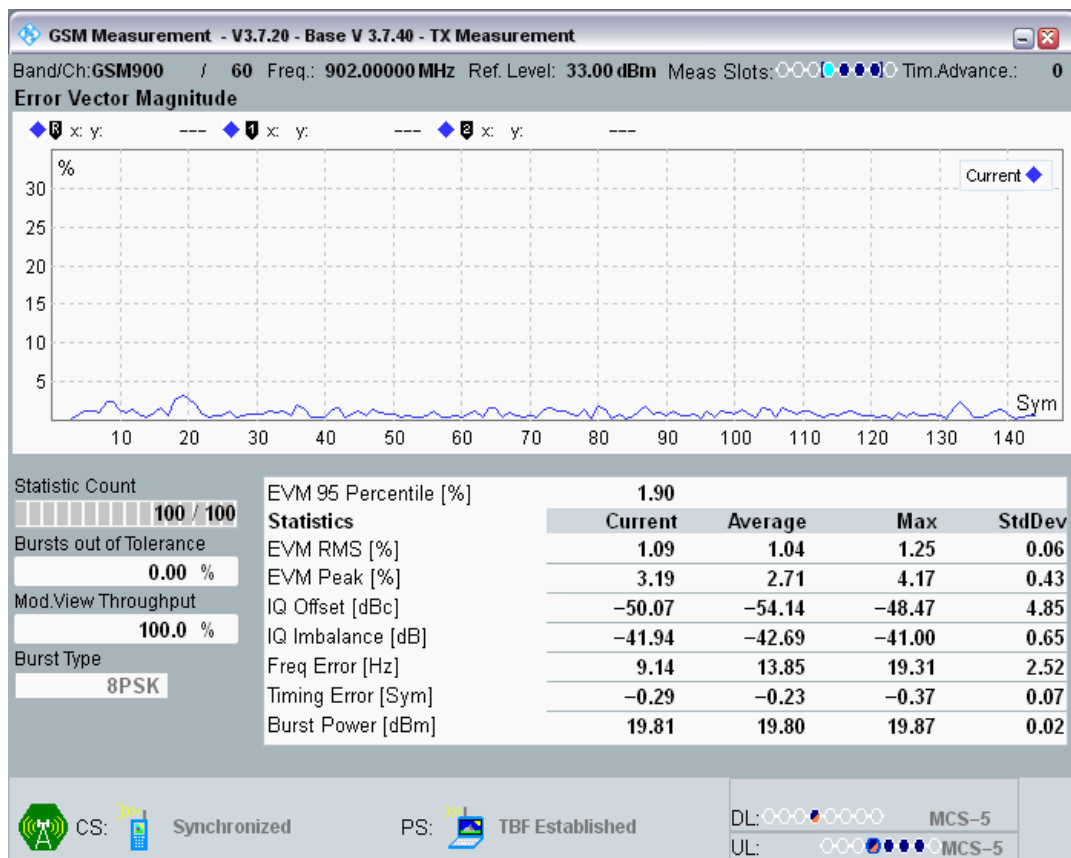 GSM Measurement - V3.7.20 - Base V 3.7.40 - TX Measurement
Band/Ch:GSM900 / 60 Freq.: 902.00000 MHz Ref. Level: 33.00 dBm Meas Slots: Tim.Advance.: 0
Error Vector Magnitude
R x: y: --- 1 x: y: --- 2 x: y: ---
%
Current
30
25
20
15
10
5
Sym
10 20 30 40 50 60 70 80 90 100 110 120 130 140
Statistic Count
100 / 100
Bursts out of Tolerance
0.00 %
Mod.View Throughput
100.0 %
Burst Type
8PSK
EVM 95 Percentile [%] 1.90
Statistics Current Average Max StdDev
EVM RMS [%] 1.09 1.04 1.25 0.06
EVM Peak [%] 3.19 2.71 4.17 0.43
IQ Offset [dBc] −50.07 −54.14 −48.47 4.85
IQ Imbalance [dB] −41.94 −42.69 −41.00 0.65
Freq Error [Hz] 9.14 13.85 19.31 2.52
Timing Error [Sym] −0.29 −0.23 −0.37 0.07
Burst Power [dBm] 19.81 19.80 19.87 0.02
CS: Synchronized PS: TBF Established
DL: MCS−5
UL: MCS−5